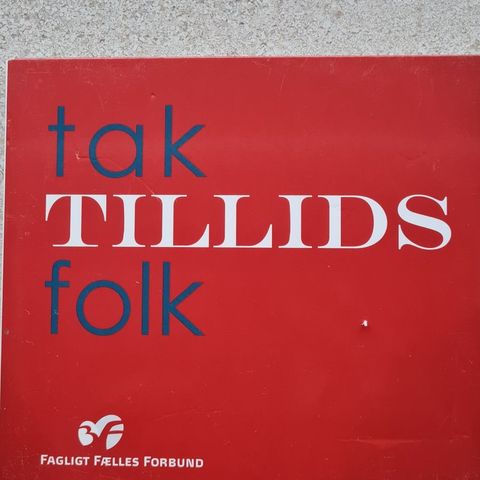 tak
TILLIDS
folk
3F
FAGLIGT FÆLLES FORBUND